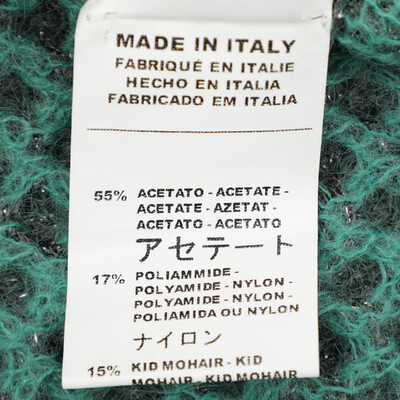 MADE IN ITALY
FABRIQUÉ EN ITALIE
HECHO EN ITALIA
FABRICADO EM ITALIA
55% ACETATO - ACETATE -
ACETATE - AZETAT -
ACETATO - ACETATO
アセテート
17% POLIAMMIDE -
POLYAMIDE - NYLON -
POLYAMIDE - NYLON -
POLIAMIDA OU NYLON
ナイロン
15% KID MOHAIR - KID
MOHAIR - KID MOHAIR -